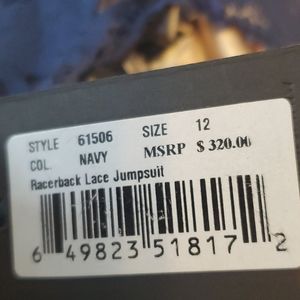 STYLE 61506 SIZE 12
COL. NAVY MSRP $ 320.00
Racerback Lace Jumpsuit
6 49823 51817 2